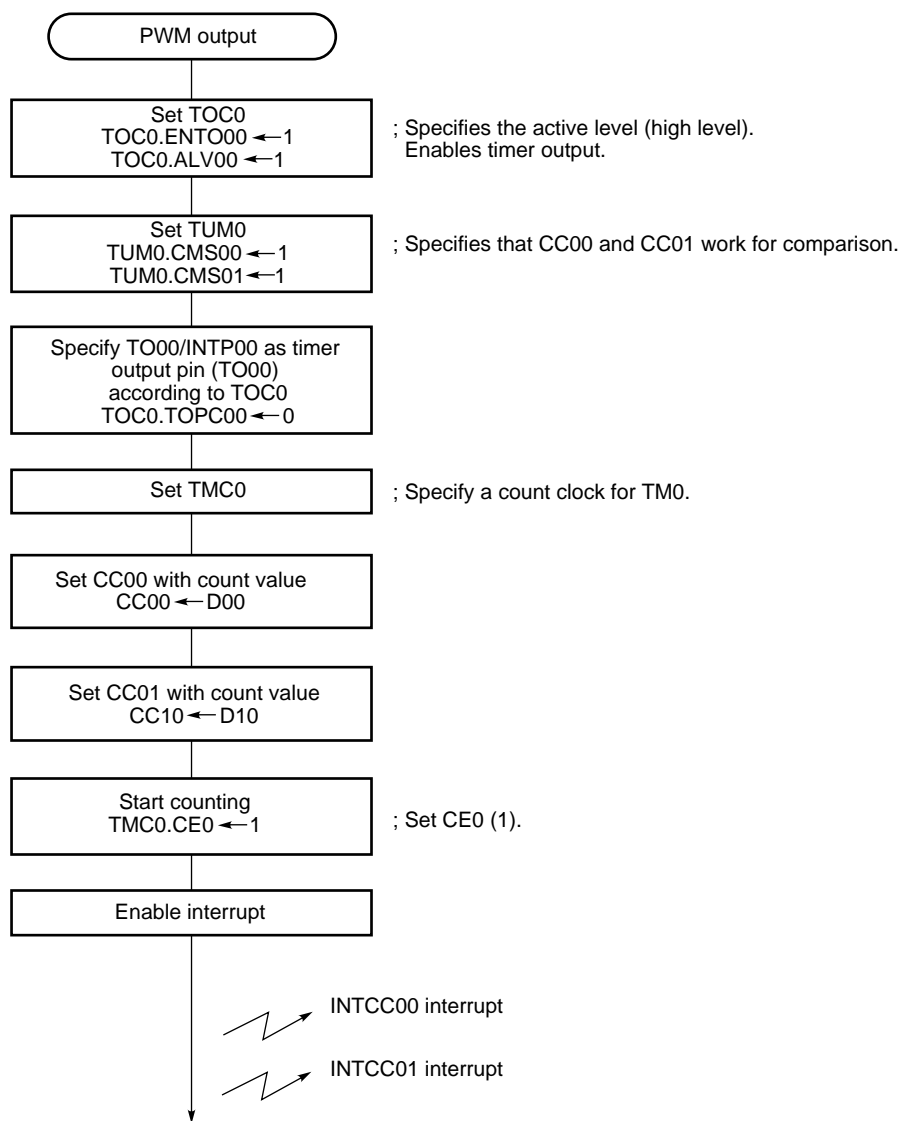 PWM output
Set TOC0
TOC0.ENTO00 ← 1
TOC0.ALV00 ← 1
; Specifies the active level (high level).
Enables timer output.
Set TUM0
TUM0.CMS00 ← 1
TUM0.CMS01 ← 1
; Specifies that CC00 and CC01 work for comparison.
Specify TO00/INTP00 as timer
output pin (TO00)
according to TOC0
TOC0.TOPC00 ← 0
Set TMC0
; Specify a count clock for TM0.
Set CC00 with count value
CC00 ← D00
Set CC01 with count value
CC10 ← D10
Start counting
TMC0.CE0 ← 1
; Set CE0 (1).
Enable interrupt
INTCC00 interrupt
INTCC01 interrupt